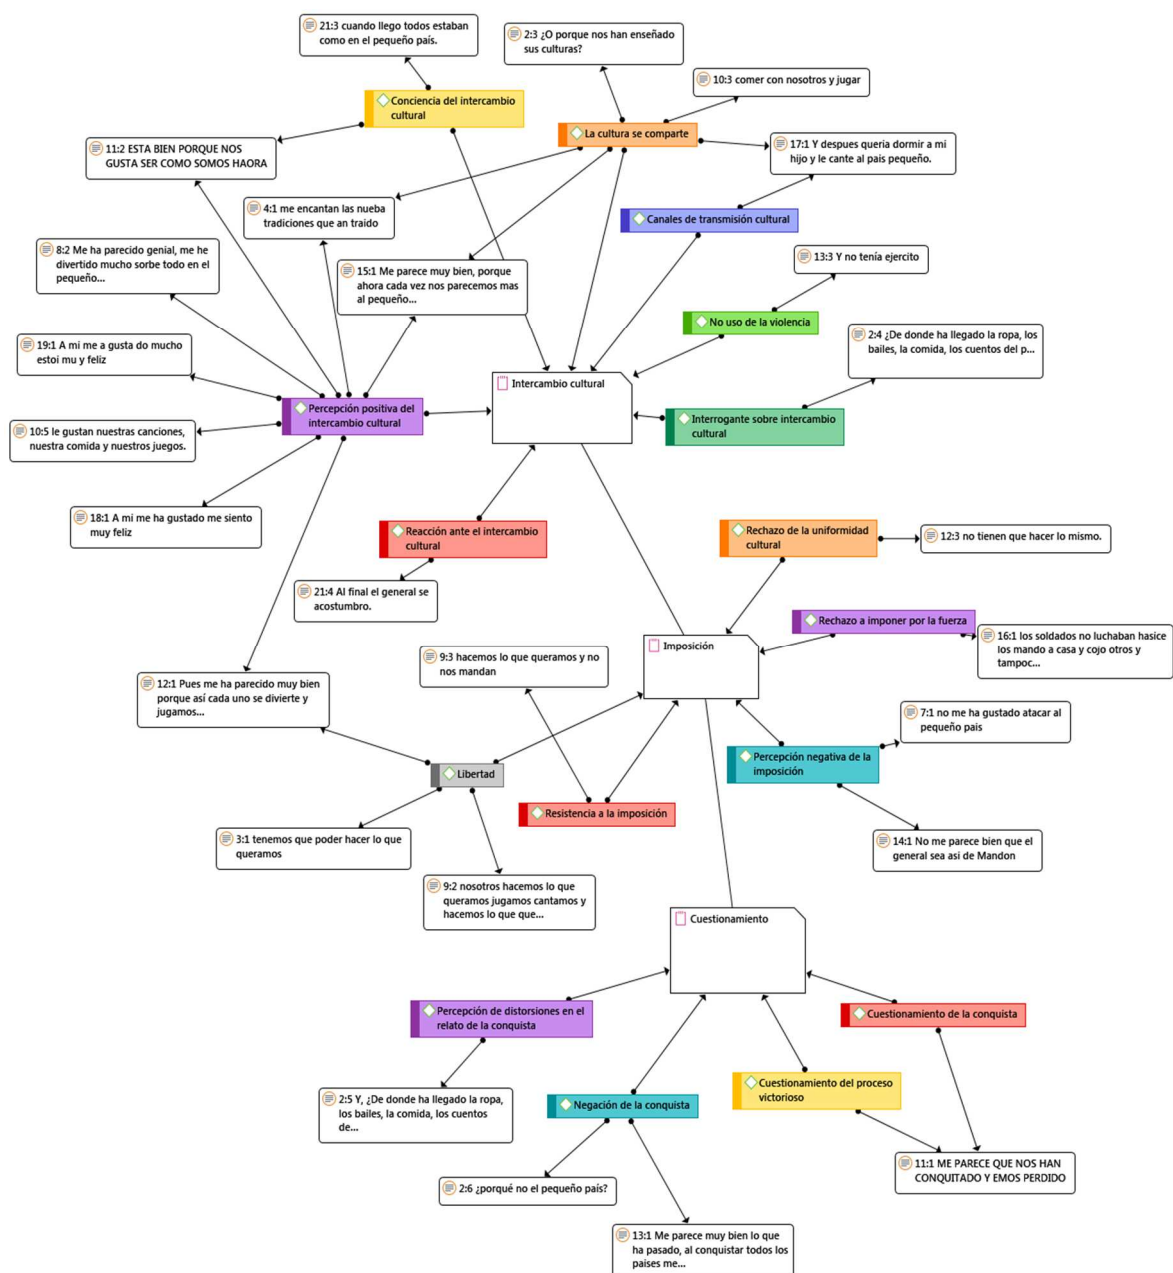 21:3 cuando llego todos estaban
como en el pequeño país.
2:3 ¿O porque nos han enseñado
sus culturas?
10:3 comer con nosotros y jugar
Conciencia del intercambio
cultural
La cultura se comparte
11:2 ESTA BIEN PORQUE NOS
GUSTA SER COMO SOMOS HAORA
17:1 Y despues quería dormir a mi
hijo y le cante al pais pequeño.
4:1 me encantan las nueba
tradiciones que an traido
Canales de transmisión cultural
8:2 Me ha parecido genial, me he
divertido mucho sorbe todo en el
pequeño...
15:1 Me parece muy bien, porque
ahora cada vez nos parecemos mas
al pequeño...
13:3 Y no tenía ejercito
No uso de la violencia
19:1 A mi me a gusta do mucho
estoi mu y feliz
2:4 ¿De donde ha llegado la ropa, los
bailes, la comida, los cuentos del p...
Intercambio cultural
Percepción positiva del
intercambio cultural
Interrogante sobre intercambio
cultural
10:5 le gustan nuestras canciones,
nuestra comida y nuestros juegos.
18:1 A mi me ha gustado me siento
muy feliz
Reacción ante el intercambio
cultural
Rechazo de la uniformidad
cultural
12:3 no tienen que hacer lo mismo.
21:4 Al final el general se
acostumbro.
Rechazo a imponer por la fuerza
16:1 los soldados no luchaban hasice
los mando a casa y cojo otros y
tampoc...
9:3 hacemos lo que queramos y no
nos mandan
Imposición
12:1 Pues me ha parecido muy bien
porque así cada uno se divierte y
jugamos...
7:1 no me ha gustado atacar al
pequeño pais
Percepción negativa de la
imposición
Libertad
Resistencia a la imposición
3:1 tenemos que poder hacer lo que
queramos
14:1 No me parece bien que el
general sea asi de Mandon
9:2 nosotros hacemos lo que
queramos jugamos cantamos y
hacemos lo que que...
Cuestionamiento
Percepción de distorsiones en el
relato de la conquista
Cuestionamiento de la conquista
2:5 Y, ¿De donde ha llegado la ropa,
los bailes, la comida, los cuentos
de...
Negación de la conquista
Cuestionamiento del proceso
victorioso
11:1 ME PARECE QUE NOS HAN
CONQUITADO Y EMOS PERDIDO
2:6 ¿porqué no el pequeño país?
13:1 Me parece muy bien lo que
ha pasado, al conquistar todos los
paises me...